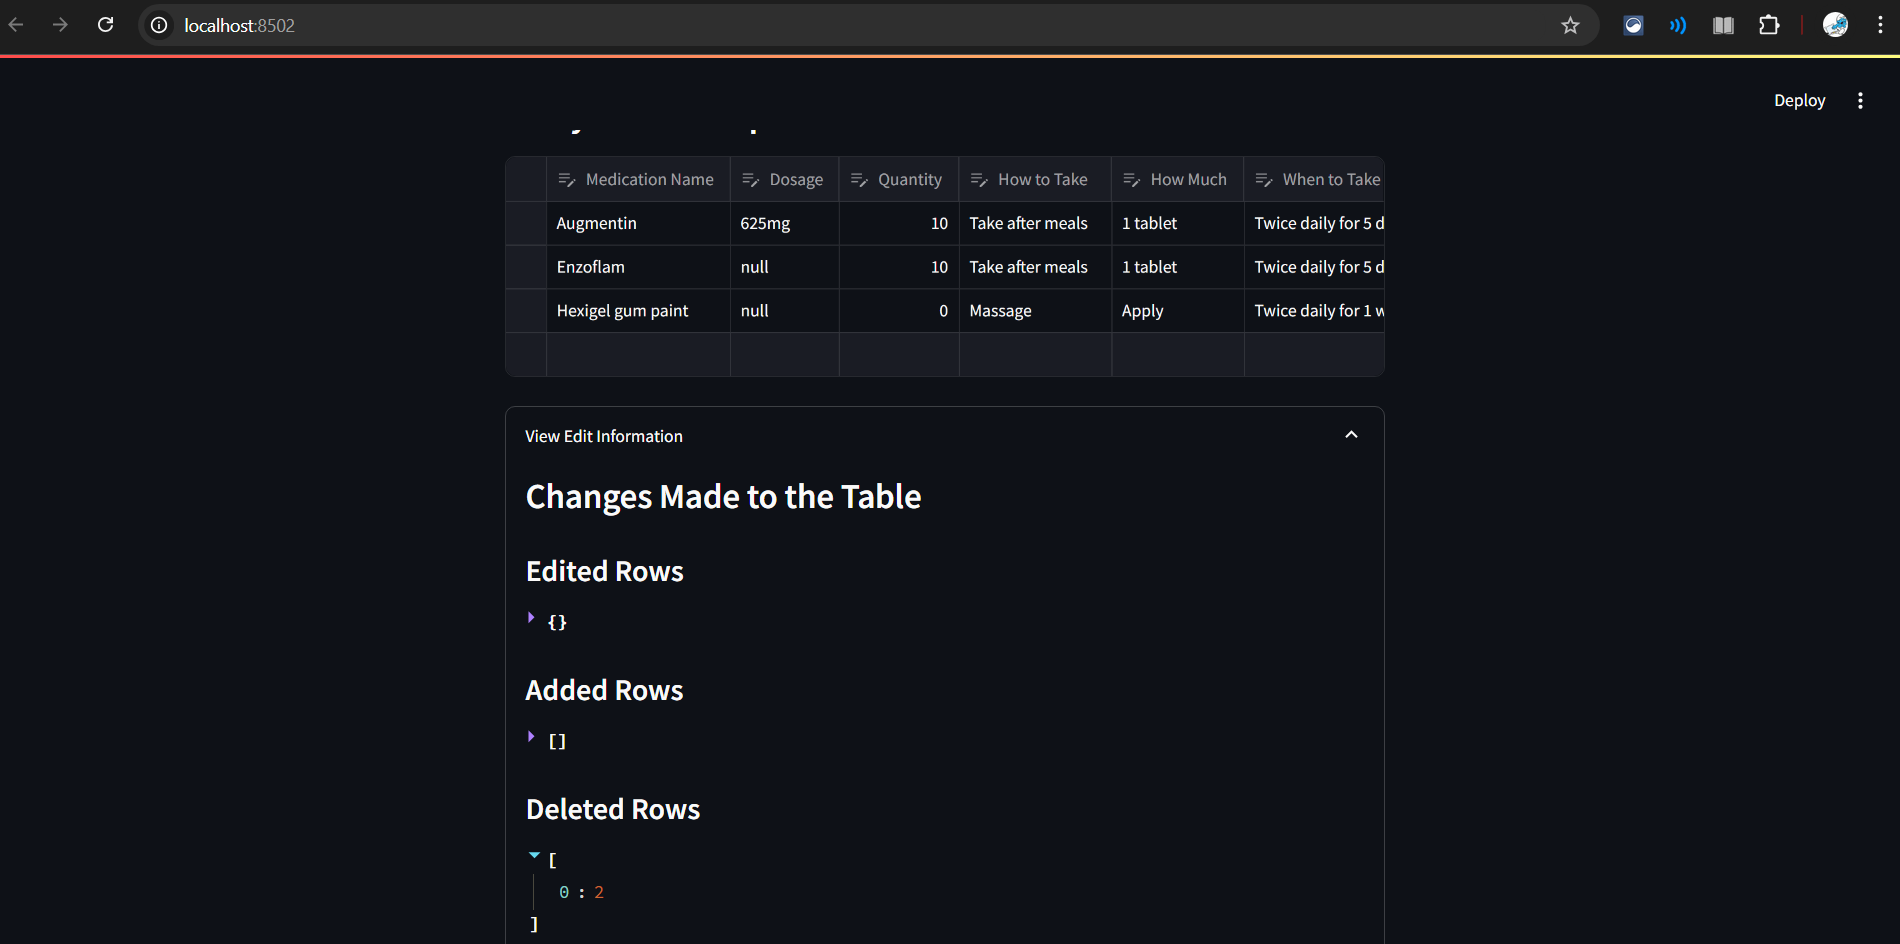 localhost:8502
Deploy
Medication Name Dosage Quantity How to Take How Much When to Take
Augmentin 625mg 10 Take after meals 1 tablet Twice daily for 5 d
Enzoflam null 10 Take after meals 1 tablet Twice daily for 5 d
Hexigel gum paint null 0 Massage Apply Twice daily for 1 w
View Edit Information
Changes Made to the Table
Edited Rows
{}
Added Rows
[]
Deleted Rows
[
0 : 2
]